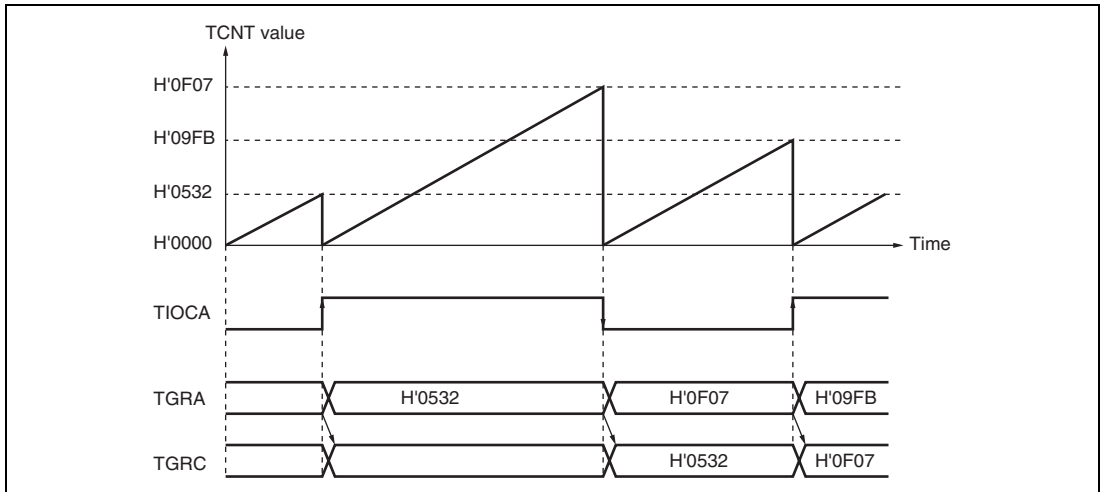 TCNT value
H'0F07
H'09FB
H'0532
H'0000
Time
TIOCA
TGRA
H'0532
H'0F07
H'09FB
TGRC
H'0532
H'0F07